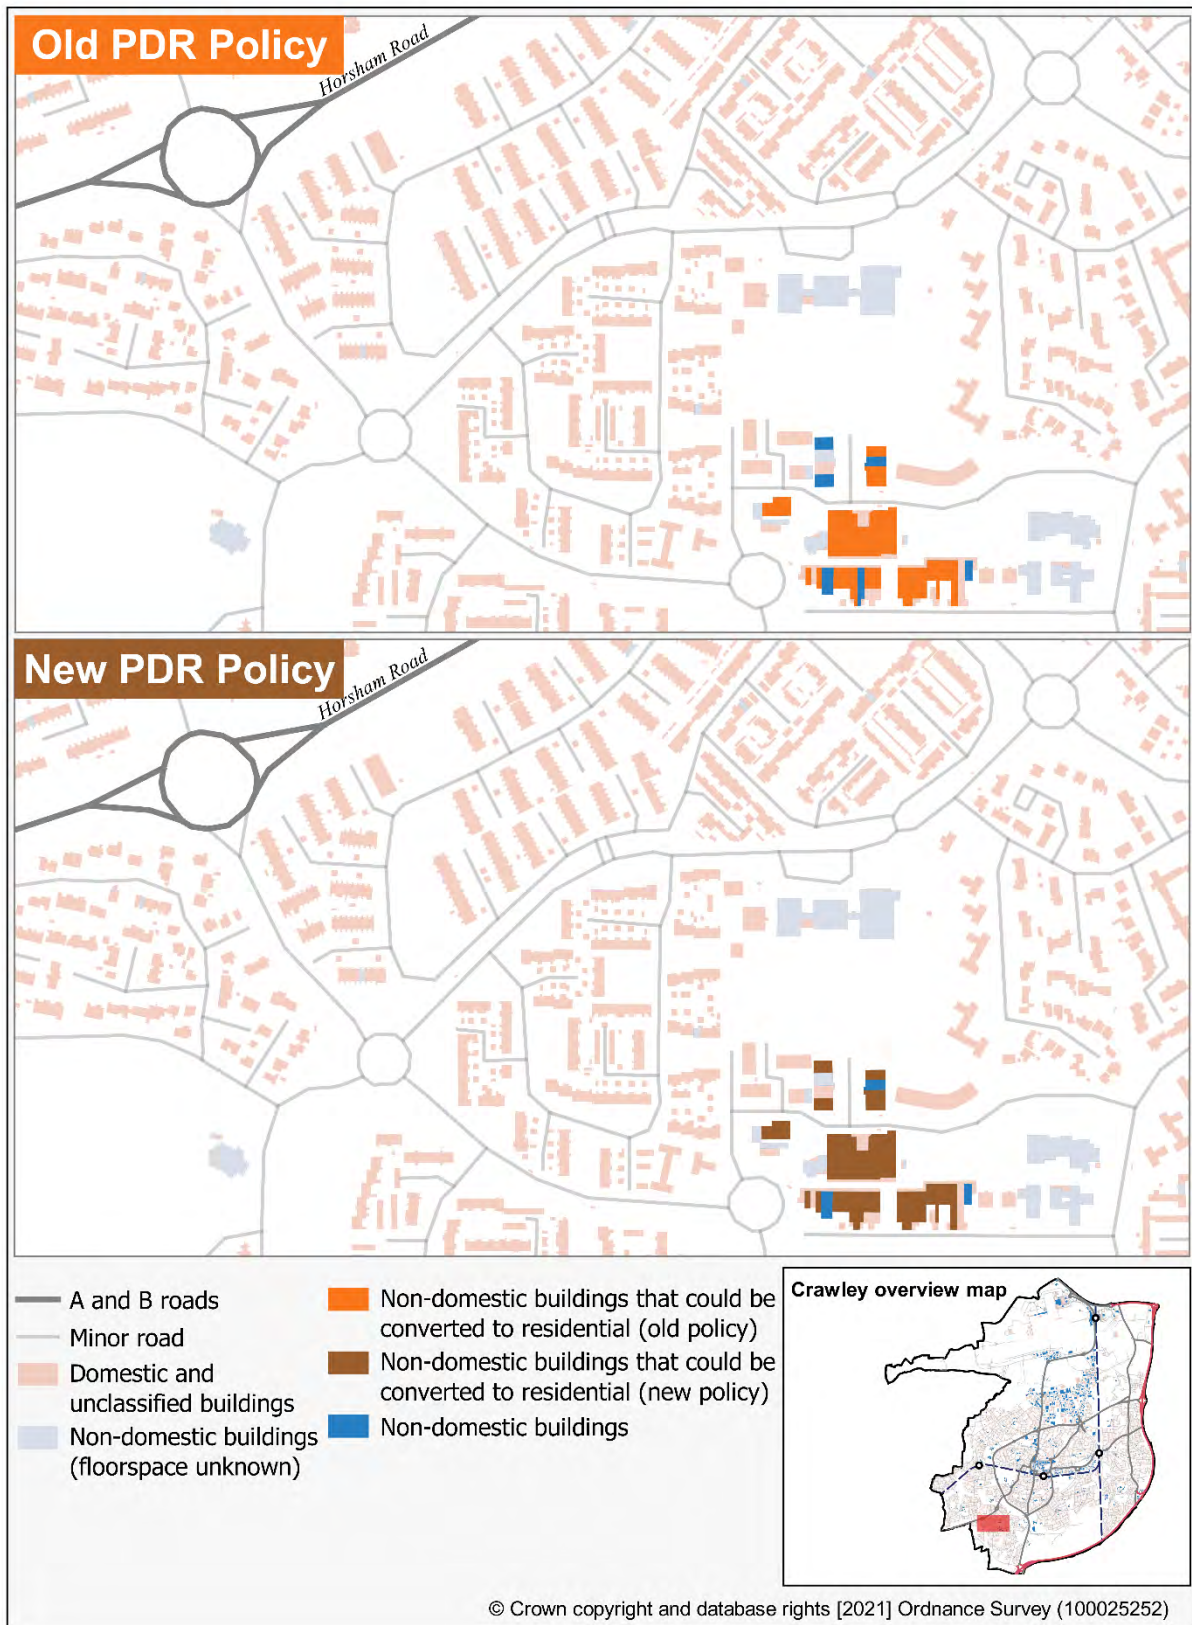 Old PDR Policy
Horsham Road
New PDR Policy
Horsham Road
A and B roads
Minor road
Domestic and
unclassified buildings
Non-domestic buildings
(floorspace unknown)
Non-domestic buildings that could be
converted to residential (old policy)
Non-domestic buildings that could be
converted to residential (new policy)
Non-domestic buildings
Crawley overview map
© Crown copyright and database rights [2021] Ordnance Survey (100025252)